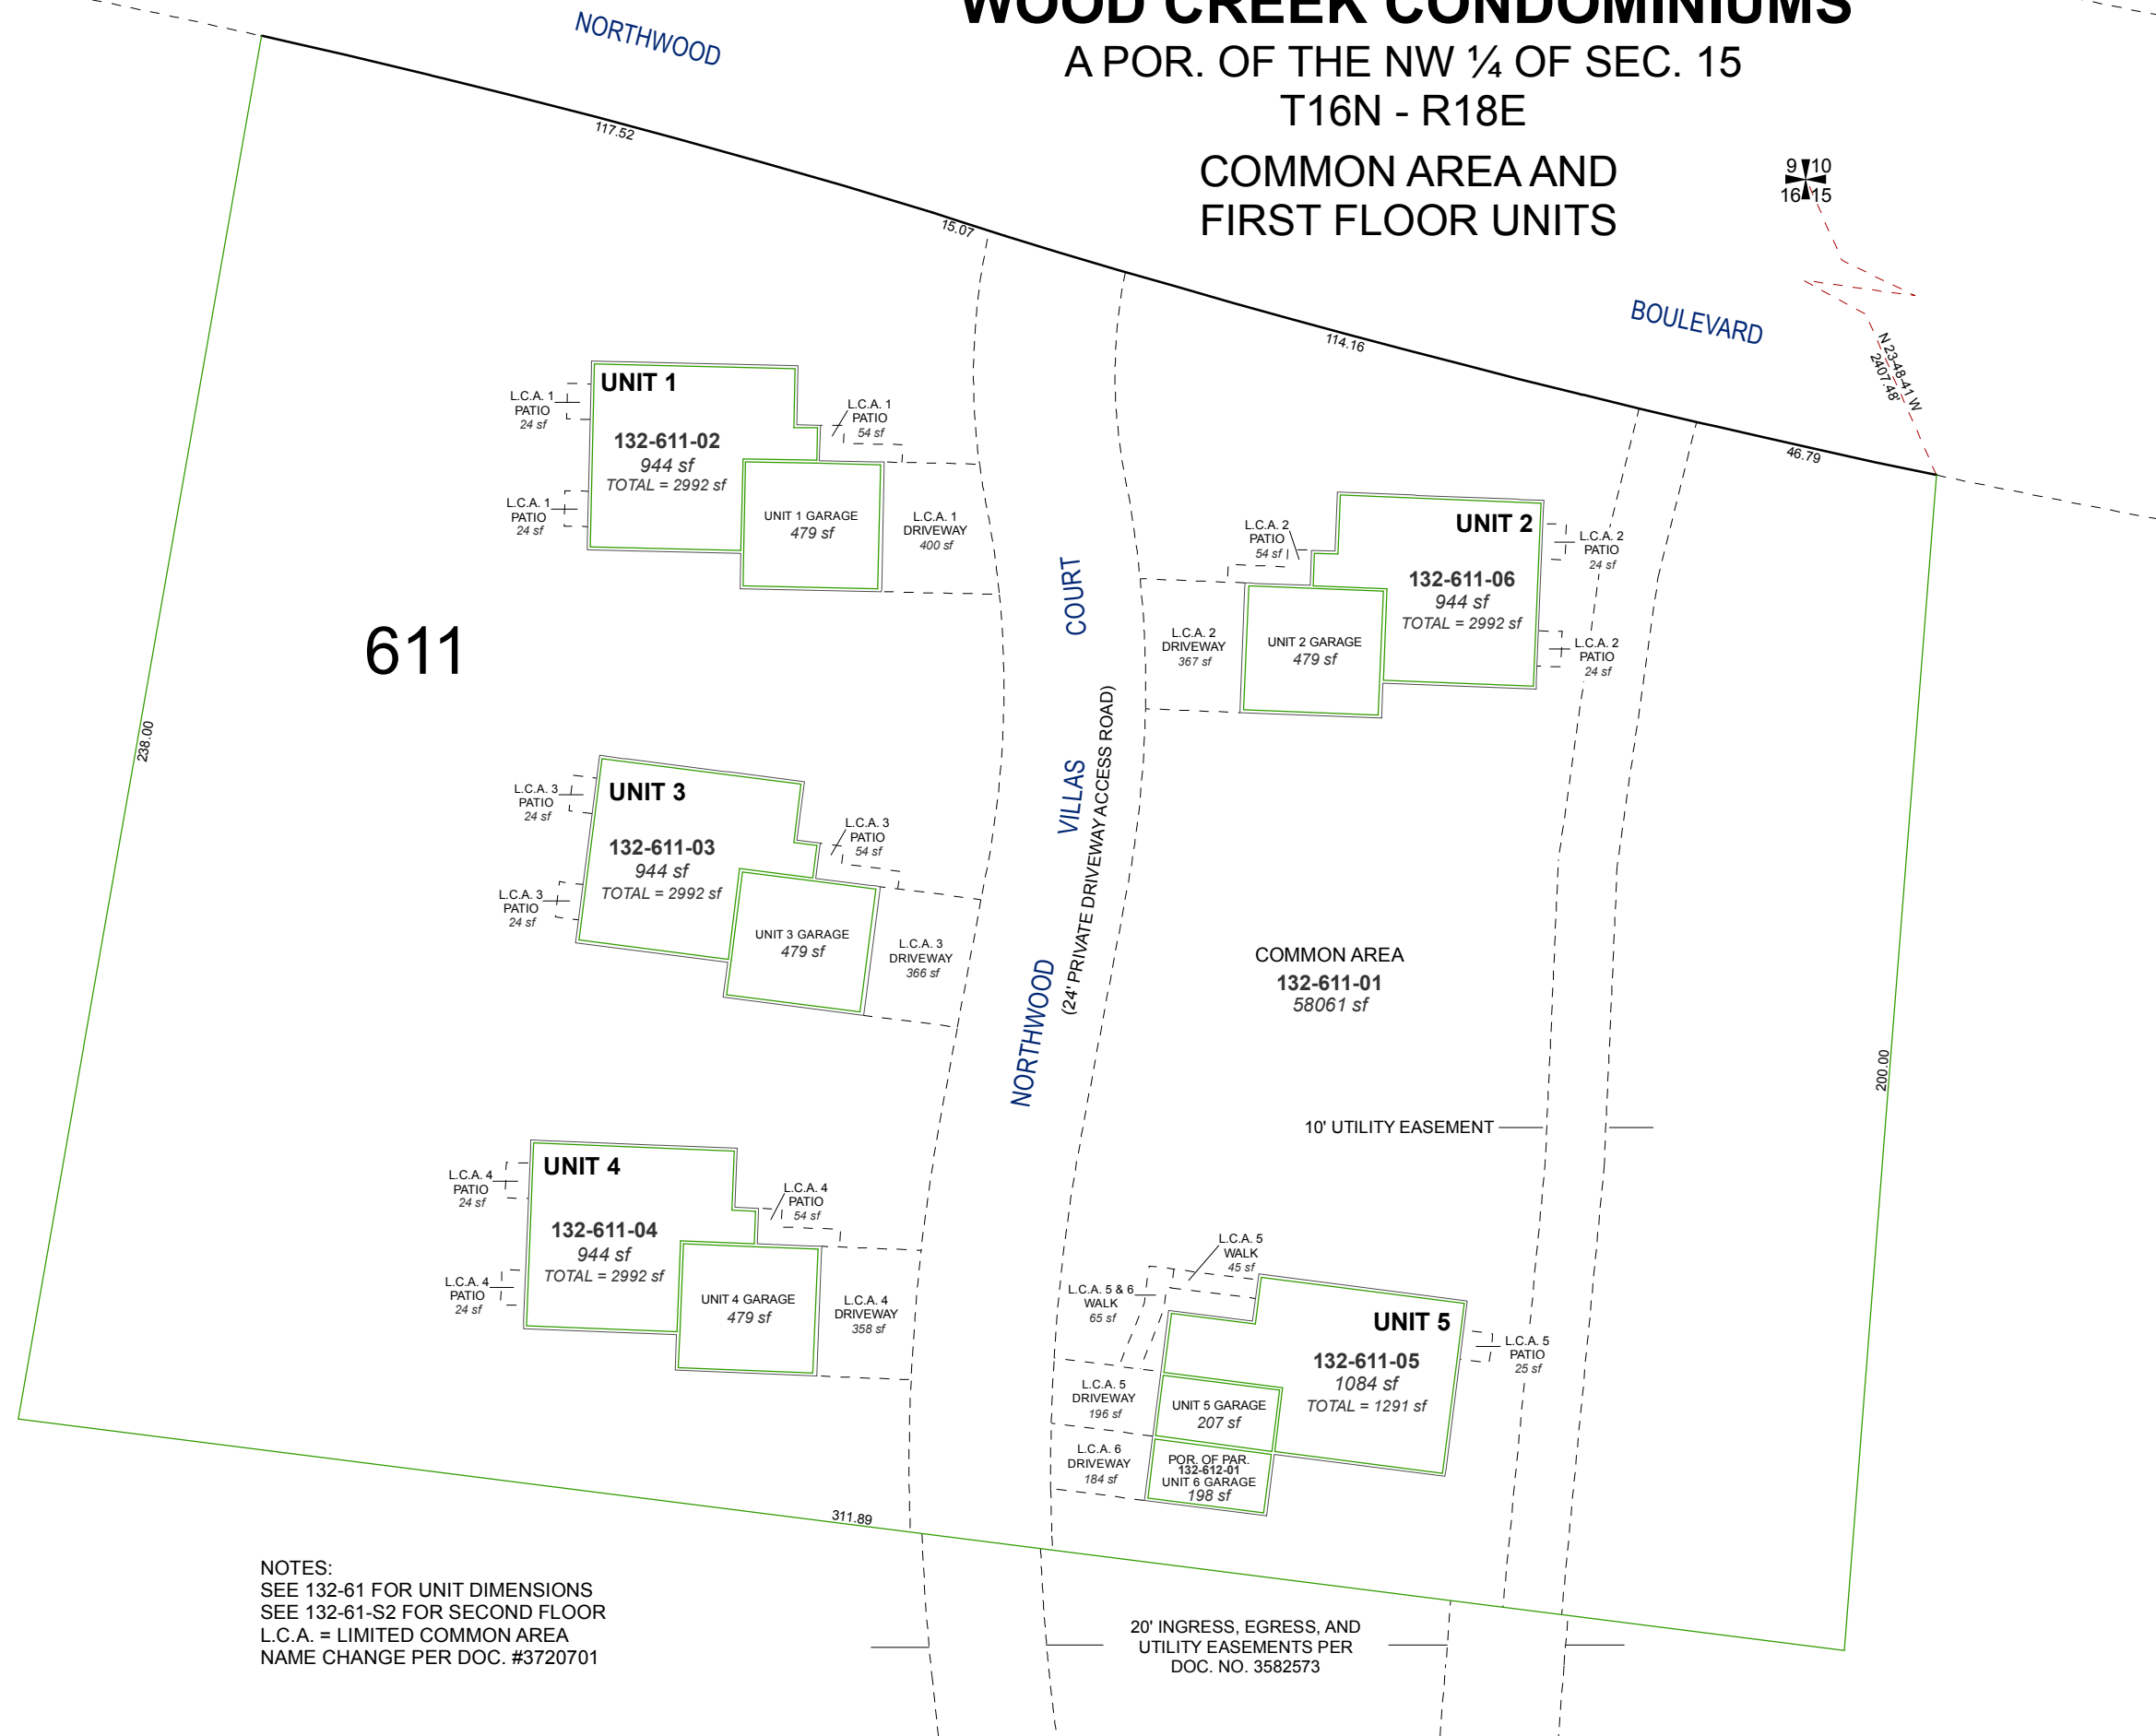 WOOD CREEK CONDOMINIUMS
A POR. OF THE NW ¼ OF SEC. 15
T16N - R18E
COMMON AREA AND
FIRST FLOOR UNITS
NORTHWOOD
BOULEVARD
9 10
16 15
N 23-48-41 W
2407.48'
117.52
15.07
114.16
46.79
238.00
200.00
311.89
611
UNIT 1
132-611-02
944 sf
TOTAL = 2992 sf
UNIT 1 GARAGE
479 sf
L.C.A. 1
PATIO
24 sf
L.C.A. 1
PATIO
24 sf
L.C.A. 1
PATIO
54 sf
L.C.A. 1
DRIVEWAY
400 sf
UNIT 2
132-611-06
944 sf
TOTAL = 2992 sf
UNIT 2 GARAGE
479 sf
L.C.A. 2
PATIO
54 sf
L.C.A. 2
PATIO
24 sf
L.C.A. 2
PATIO
24 sf
L.C.A. 2
DRIVEWAY
367 sf
COURT
VILLAS
NORTHWOOD
(24' PRIVATE DRIVEWAY ACCESS ROAD)
UNIT 3
132-611-03
944 sf
TOTAL = 2992 sf
UNIT 3 GARAGE
479 sf
L.C.A. 3
PATIO
24 sf
L.C.A. 3
PATIO
24 sf
L.C.A. 3
PATIO
54 sf
L.C.A. 3
DRIVEWAY
366 sf
COMMON AREA
132-611-01
58061 sf
10' UTILITY EASEMENT
UNIT 4
132-611-04
944 sf
TOTAL = 2992 sf
UNIT 4 GARAGE
479 sf
L.C.A. 4
PATIO
24 sf
L.C.A. 4
PATIO
24 sf
L.C.A. 4
PATIO
54 sf
L.C.A. 4
DRIVEWAY
358 sf
L.C.A. 5
WALK
45 sf
L.C.A. 5 & 6
WALK
65 sf
UNIT 5
132-611-05
1084 sf
TOTAL = 1291 sf
UNIT 5 GARAGE
207 sf
L.C.A. 5
PATIO
25 sf
L.C.A. 5
DRIVEWAY
196 sf
L.C.A. 6
DRIVEWAY
184 sf
POR. OF PAR.
132-612-01
UNIT 6 GARAGE
198 sf
NOTES:
SEE 132-61 FOR UNIT DIMENSIONS
SEE 132-61-S2 FOR SECOND FLOOR
L.C.A. = LIMITED COMMON AREA
NAME CHANGE PER DOC. #3720701
20' INGRESS, EGRESS, AND
UTILITY EASEMENTS PER
DOC. NO. 3582573